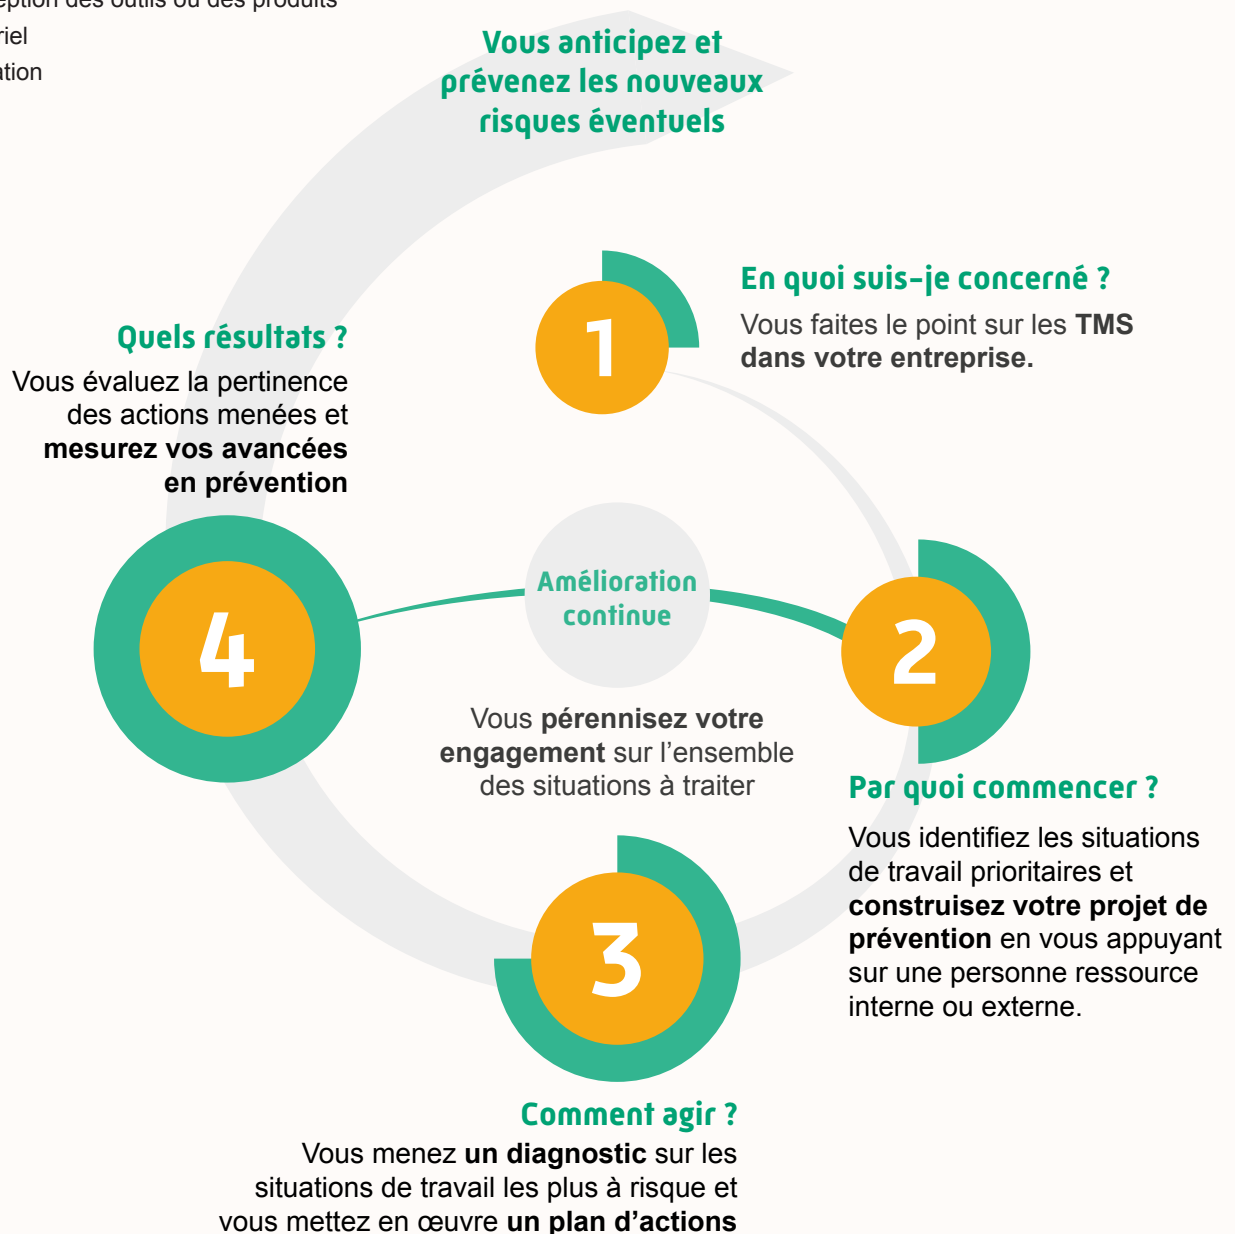 des outils ou des produits
Vous anticipez et
prévenez les nouveaux
risques éventuels
1
En quoi suis-je concerné ?
Vous faites le point sur les TMS
dans votre entreprise.
Quels résultats ?
Vous évaluez la pertinence
des actions menées et
mesurez vos avancées
en prévention
4
Amélioration
continue
2
Vous pérennisez votre
engagement sur l’ensemble
des situations à traiter
Par quoi commencer ?
Vous identifiez les situations
de travail prioritaires et
construisez votre projet de
prévention en vous appuyant
sur une personne ressource
interne ou externe.
3
Comment agir ?
Vous menez un diagnostic sur les
situations de travail les plus à risque et
vous mettez en œuvre un plan d’actions